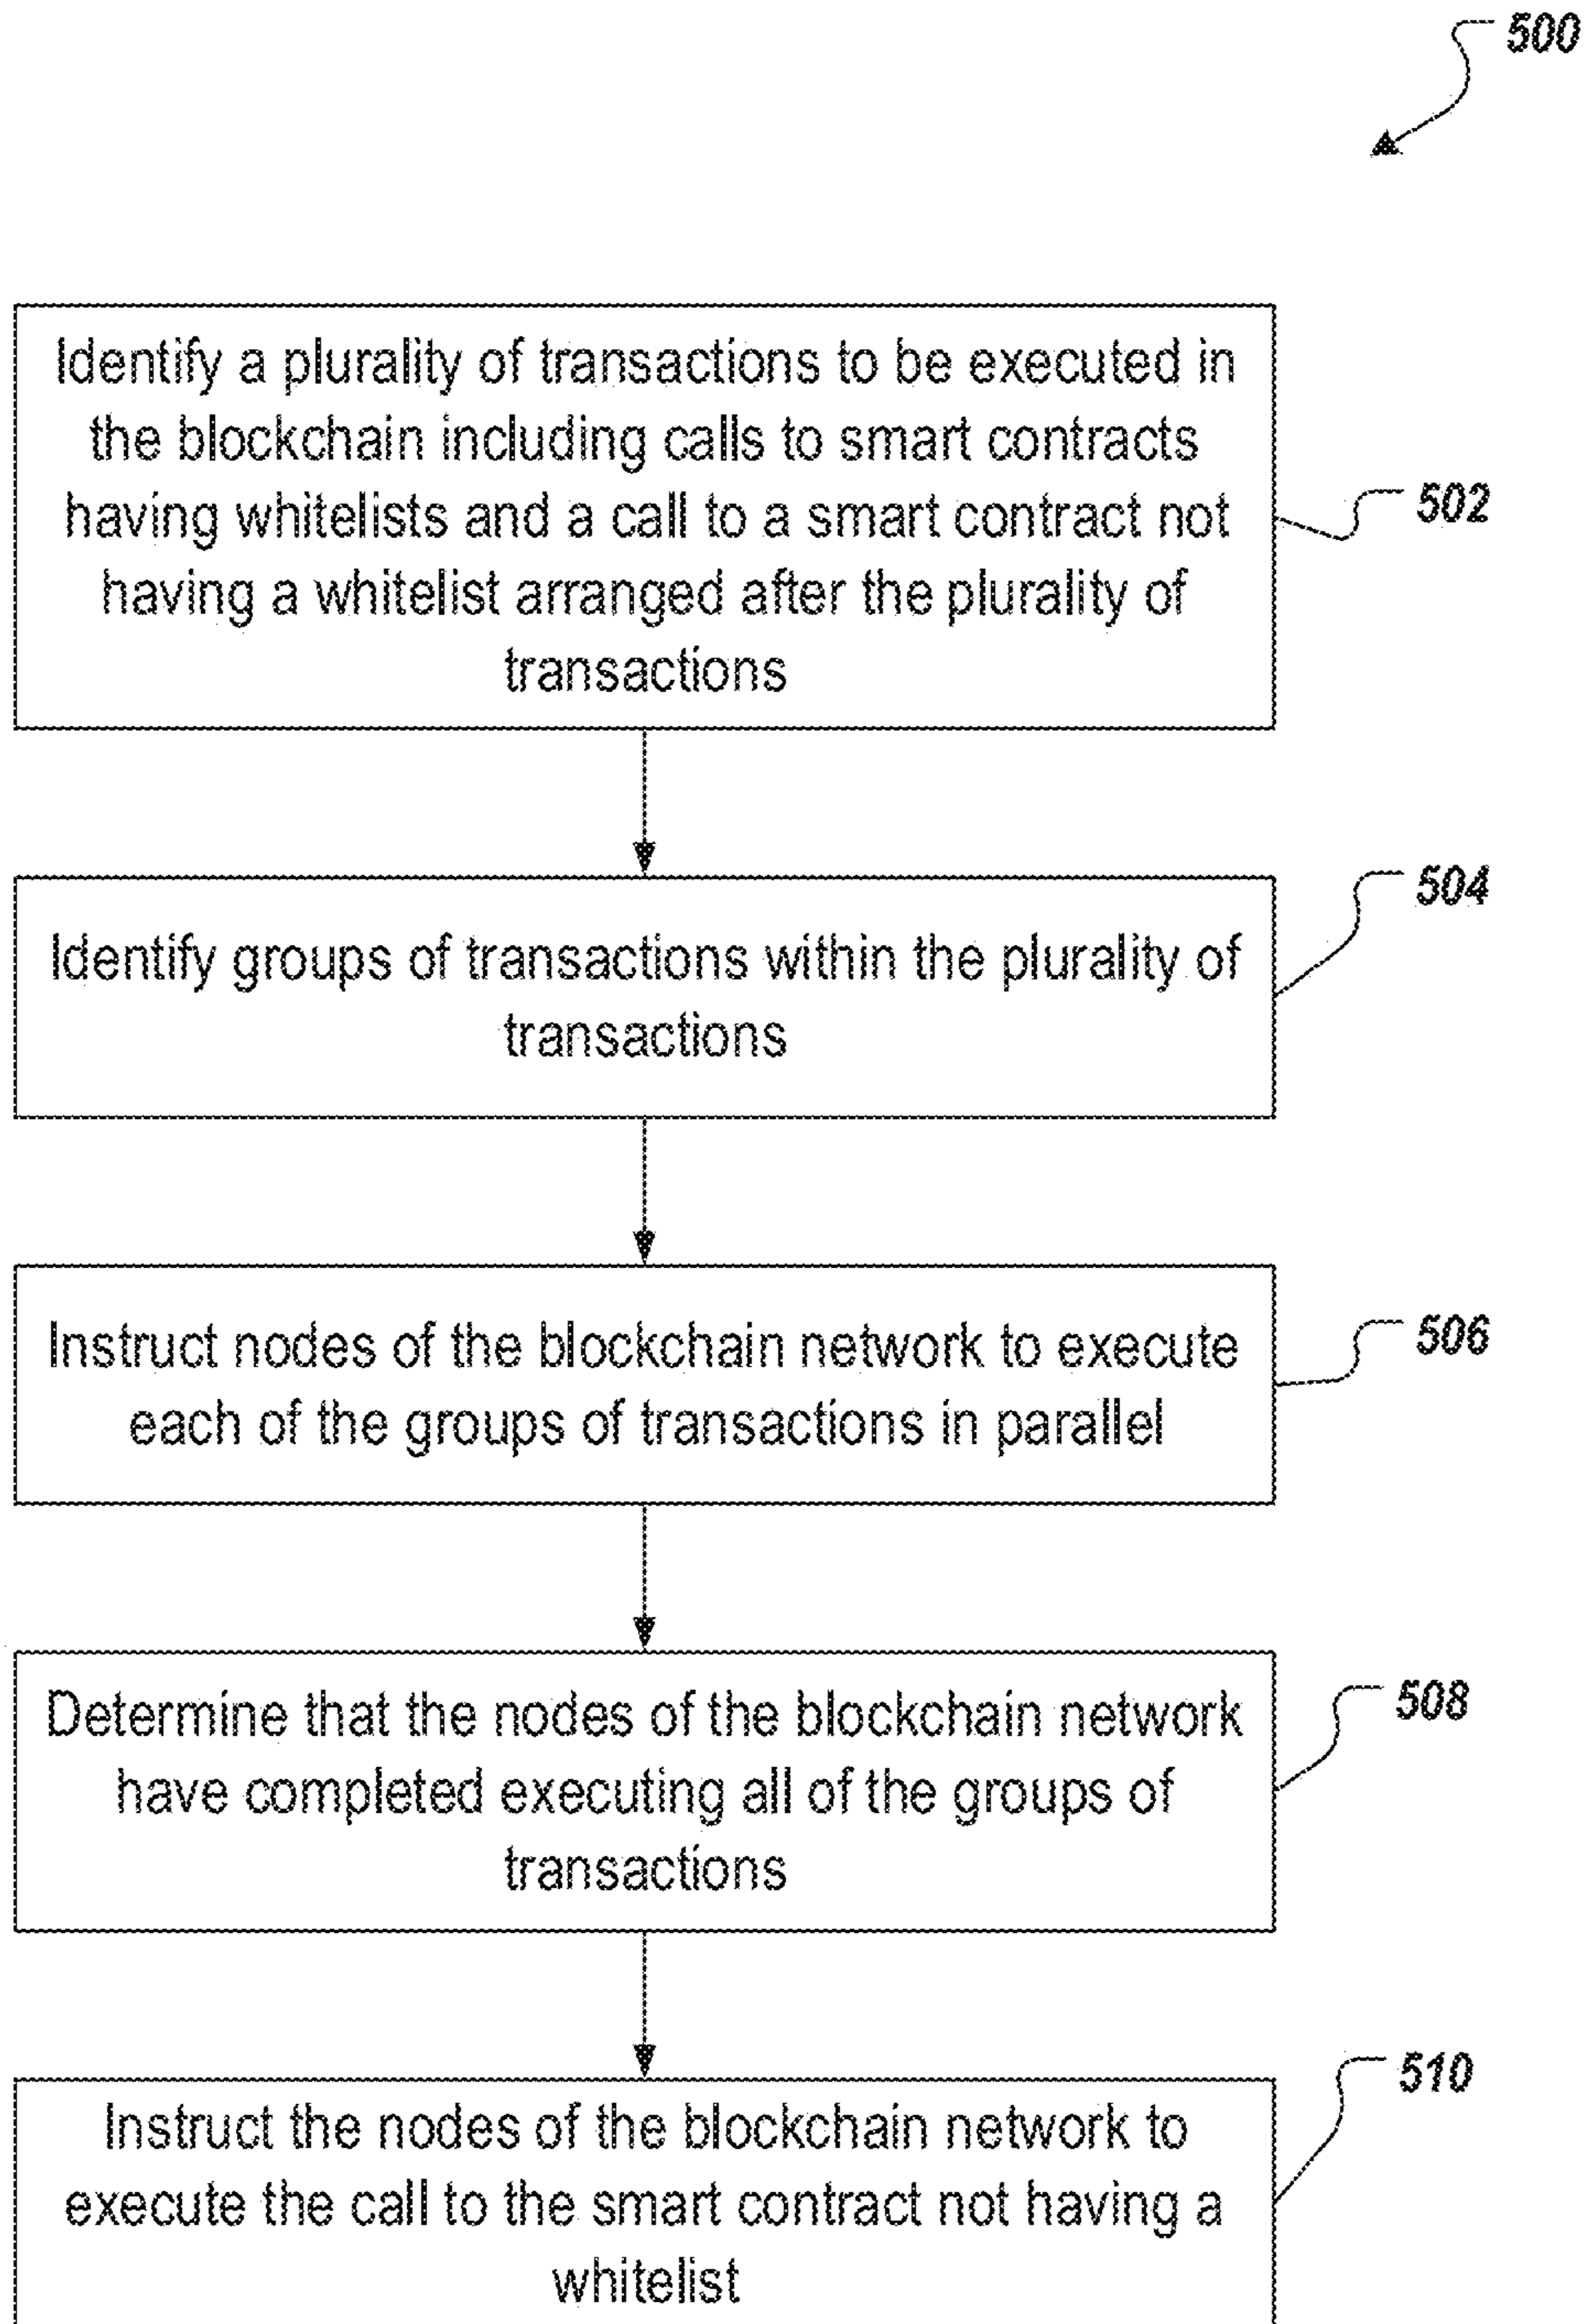 500
Identify a plurality of transactions to be executed in
the blockchain including calls to smart contracts
having whitelists and a call to a smart contract not
having a whitelist arranged after the plurality of
transactions
502
Identify groups of transactions within the plurality of
transactions
504
Instruct nodes of the blockchain network to execute
each of the groups of transactions in parallel
506
Determine that the nodes of the blockchain network
have completed executing all of the groups of
transactions
508
Instruct the nodes of the blockchain network to
execute the call to the smart contract not having a
whitelist
510